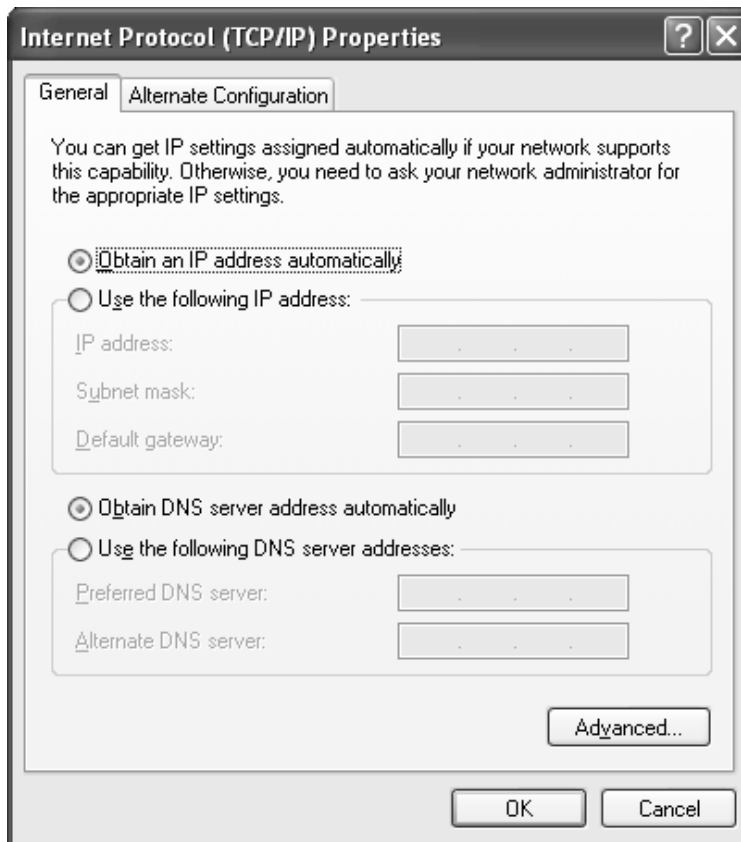 Internet Protocol (TCP/IP) Properties
General
Alternate Configuration
You can get IP settings assigned automatically if your network supports
this capability. Otherwise, you need to ask your network administrator for
the appropriate IP settings.
Obtain an IP address automatically
Use the following IP address:
IP address:
Subnet mask:
Default gateway:
Obtain DNS server address automatically
Use the following DNS server addresses:
Preferred DNS server:
Alternate DNS server:
Advanced...
OK
Cancel